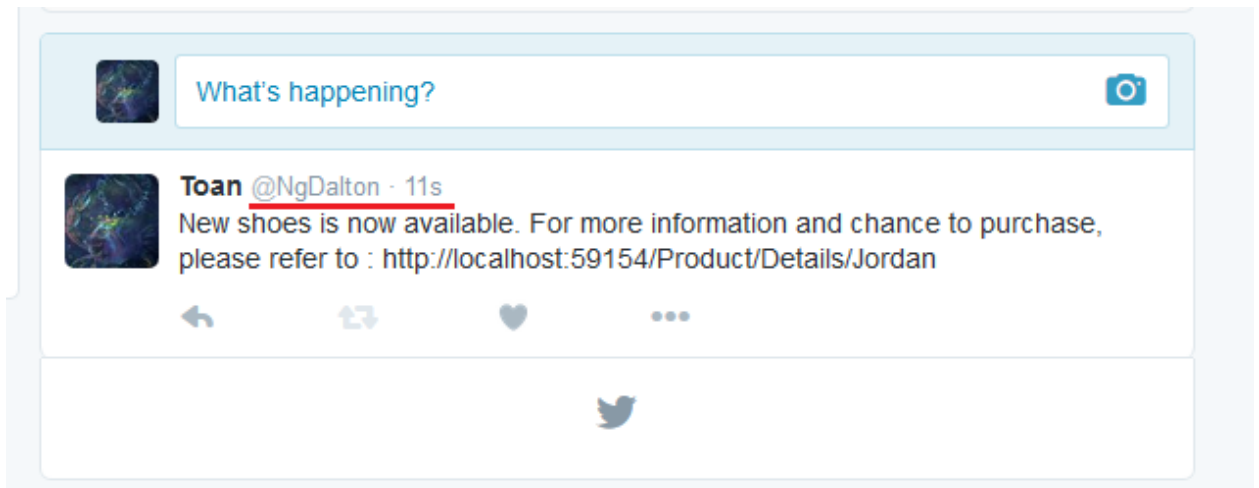 What's happening?
Toan @NgDalton · 11s
New shoes is now available. For more information and chance to purchase,
please refer to : http://localhost:59154/Product/Details/Jordan